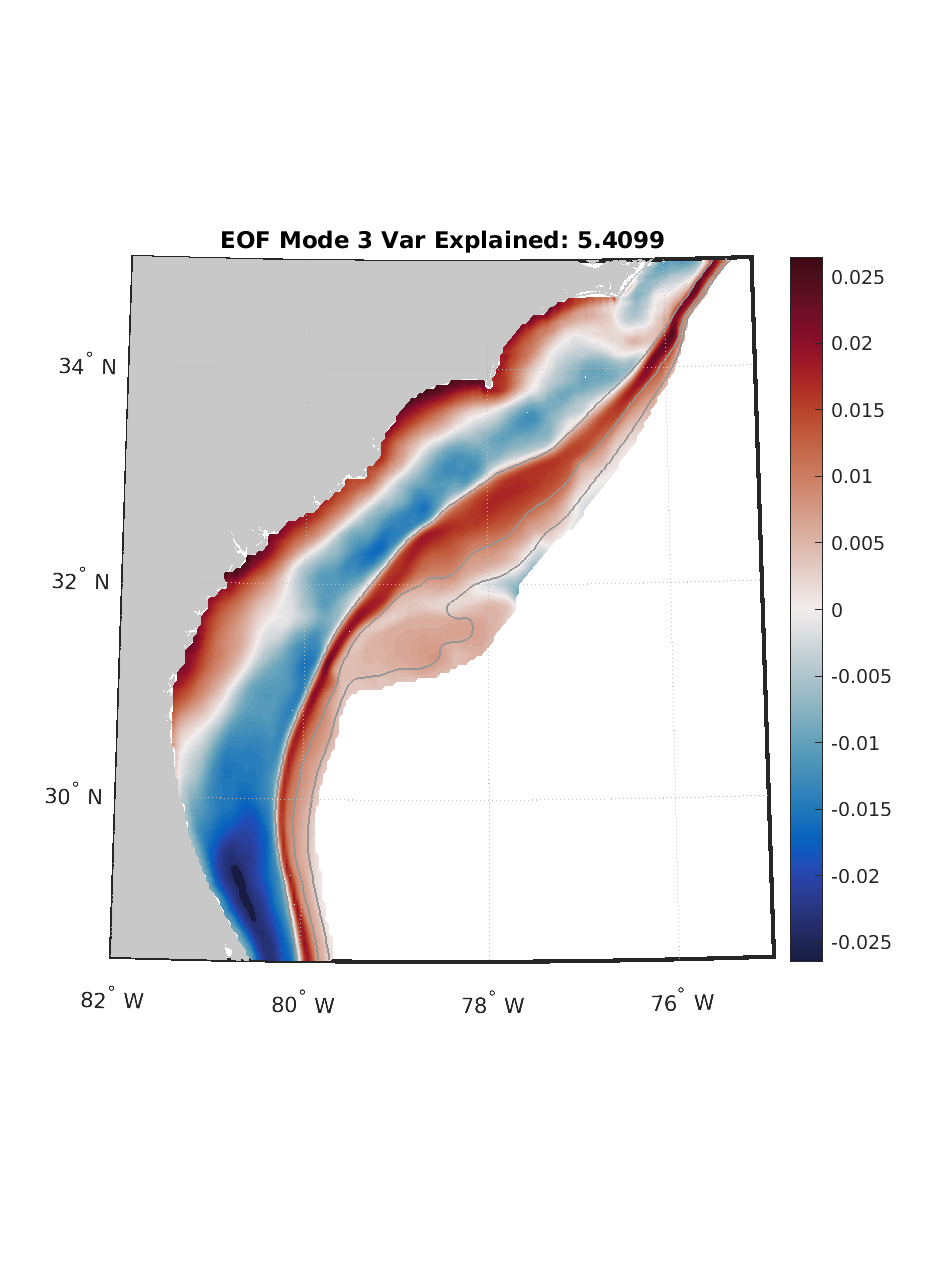 EOF Mode 3 Var Explained: 5.4099
34° N
32° N
30° N
82° W
80° W
78° W
76° W
0.025
0.02
0.015
0.01
0.005
0
-0.005
-0.01
-0.015
-0.02
-0.025